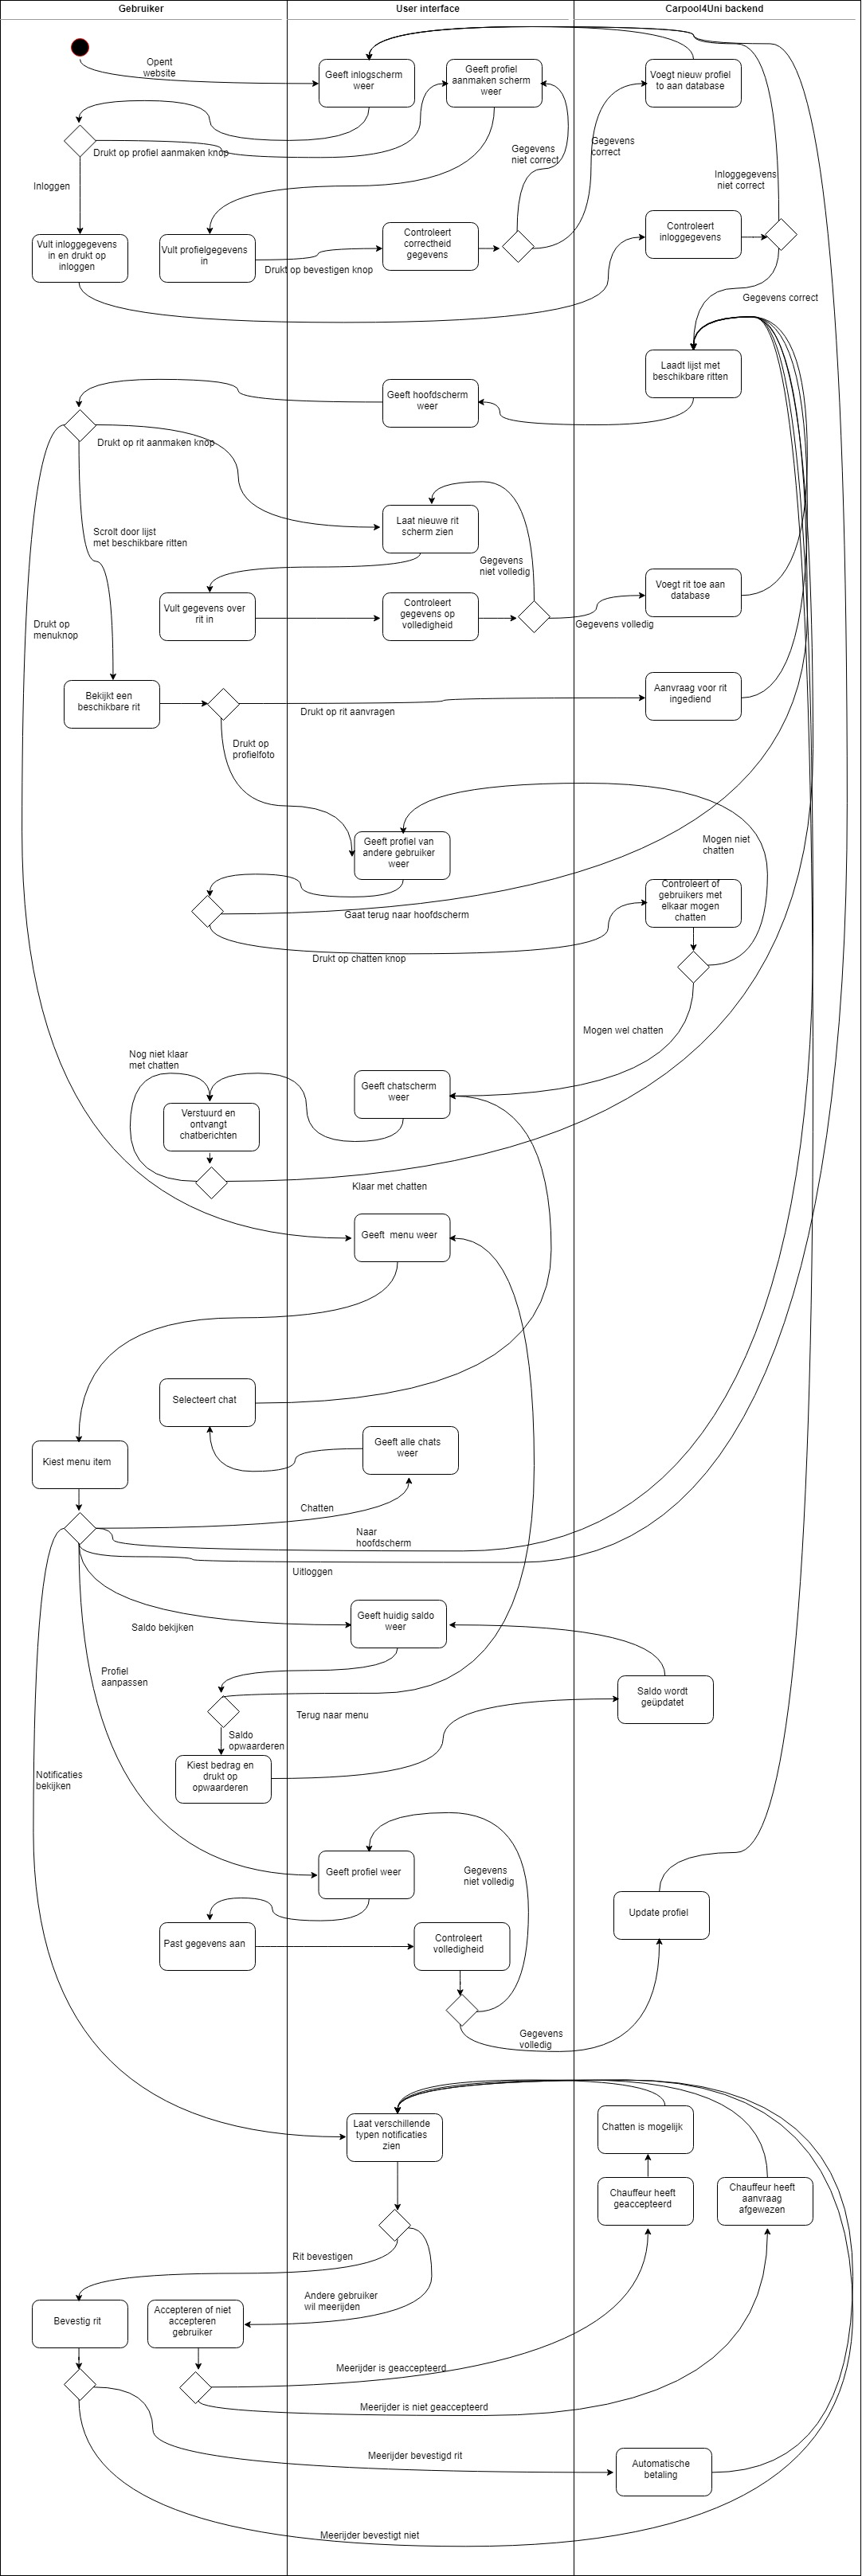 Gebruiker
User interface
Carpool4Uni backend
Opent
website
Geeft inlogscherm
weer
Geeft profiel
aanmaken scherm
weer
Voegt nieuw profiel
to aan database
Drukt op profiel aanmaken knop
Gegevens
niet correct
Gegevens
correct
Inloggegevens
niet correct
Inloggen
Vult inloggegevens
in en drukt op
inloggen
Vult profielgegevens
in
Drukt op bevestigen knop
Controleert
correctheid
gegevens
Controleert
inloggegevens
Gegevens correct
Laadt lijst met
beschikbare ritten
Geeft hoofdscherm
weer
Drukt op rit aanmaken knop
Laat nieuwe rit
scherm zien
Scrolt door lijst
met beschikbare ritten
Gegevens
niet volledig
Voegt rit toe aan
database
Vult gegevens over
rit in
Controleert
gegevens op
volledigheid
Gegevens volledig
Drukt op
menuknop
Bekijkt een
beschikbare rit
Drukt op rit aanvragen
Aanvraag voor rit
ingediend
Drukt op
profielfoto
Geeft profiel van
andere gebruiker
weer
Mogen niet
chatten
Gaat terug naar hoofdscherm
Controleert of
gebruikers met
elkaar mogen
chatten
Drukt op chatten knop
Mogen wel chatten
Nog niet klaar
met chatten
Geeft chatscherm
weer
Verstuurd en
ontvangt
chatberichten
Klaar met chatten
Geeft  menu weer
Selecteert chat
Geeft alle chats
weer
Kiest menu item
Chatten
Naar
hoofdscherm
Uitloggen
Geeft huidig saldo
weer
Saldo bekijken
Profiel
aanpassen
Saldo wordt
geüpdatet
Terug naar menu
Saldo
opwaarderen
Kiest bedrag en
drukt op
opwaarderen
Notificaties
bekijken
Geeft profiel weer
Gegevens
niet volledig
Update profiel
Past gegevens aan
Controleert
volledigheid
Gegevens
volledig
Laat verschillende
typen notificaties
zien
Chatten is mogelijk
Chauffeur heeft
geaccepteerd
Chauffeur heeft
aanvraag
afgewezen
Rit bevestigen
Andere gebruiker
wil meerijden
Bevestig rit
Accepteren of niet
accepteren
gebruiker
Meerijder is geaccepteerd
Meerijder is niet geaccepteerd
Meerijder bevestigd rit
Automatische
betaling
Meerijder bevestigt niet